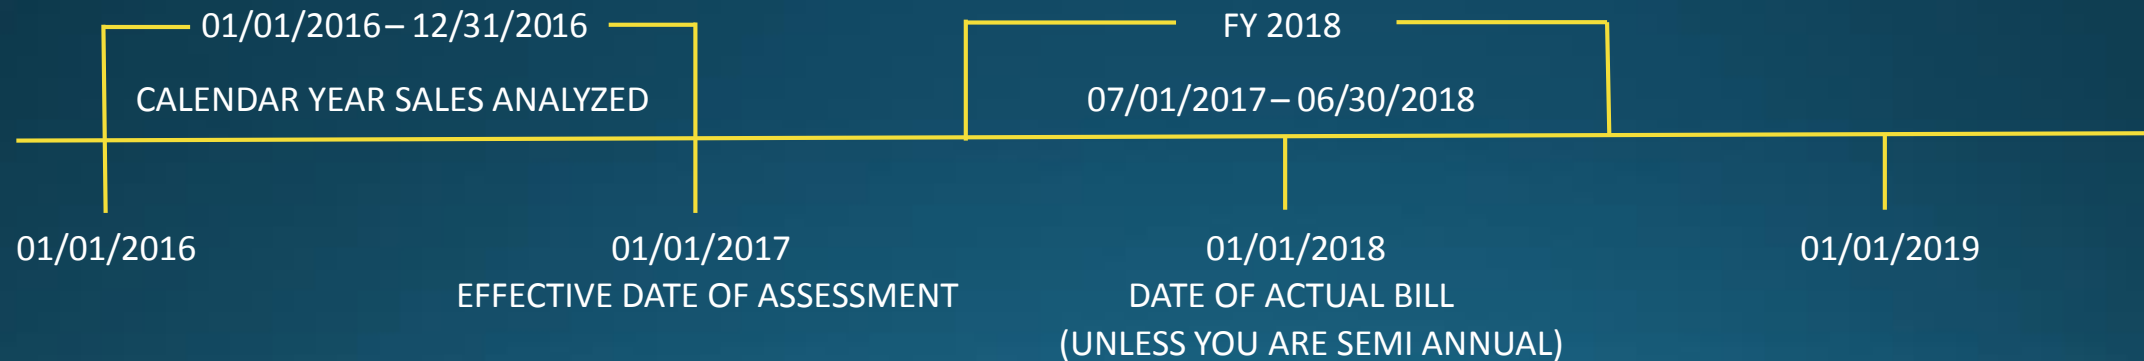 01/01/2016 – 12/31/2016
CALENDAR YEAR SALES ANALYZED
FY 2018
07/01/2017 – 06/30/2018
01/01/2016
01/01/2017
EFFECTIVE DATE OF ASSESSMENT
01/01/2018
DATE OF ACTUAL BILL
(UNLESS YOU ARE SEMI ANNUAL)
01/01/2019